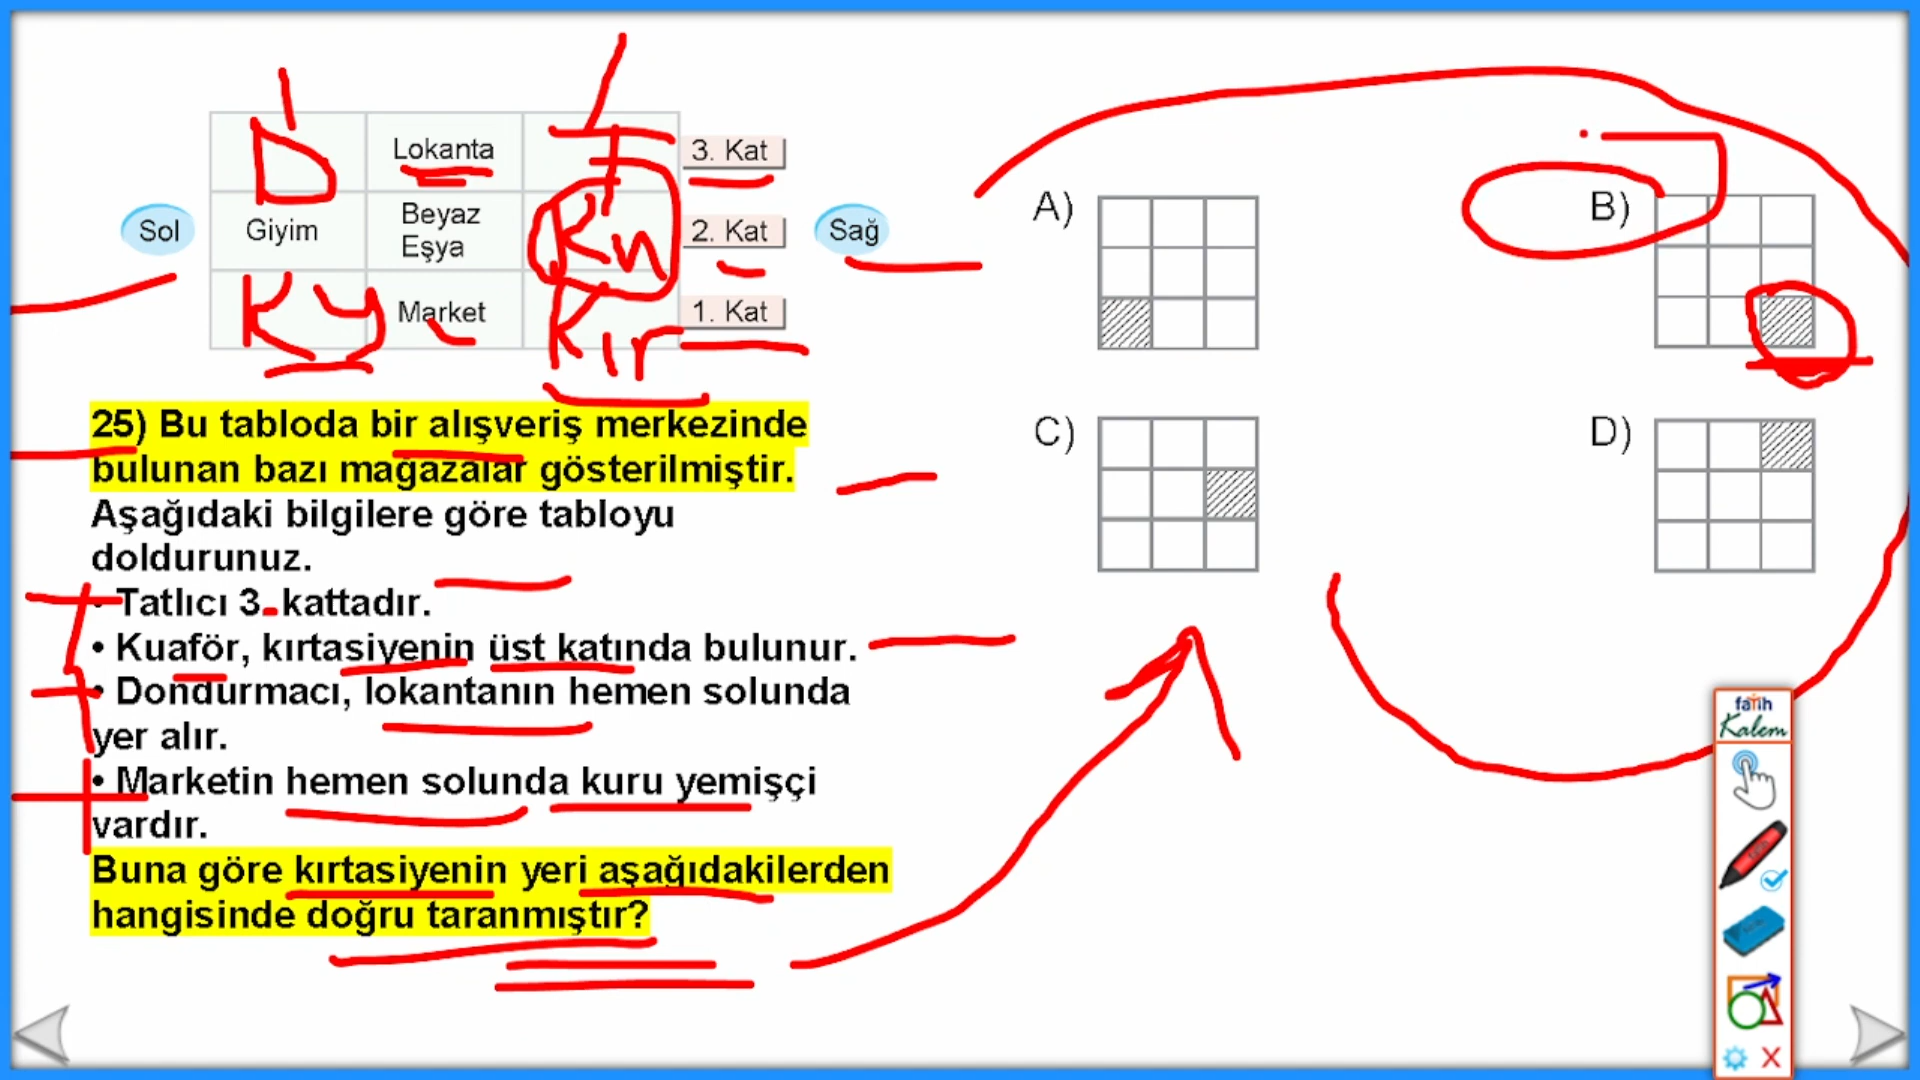 D
Lokanta
T
3. Kat
Sol
Giyim
Beyaz
Eşya
Ku
2. Kat
Sağ
Ky
Market
Kır
1. Kat
25) Bu tabloda bir alışveriş merkezinde
bulunan bazı mağazalar gösterilmiştir.
Aşağıdaki bilgilere göre tabloyu
doldurunuz.
• Tatlıcı 3. kattadır.
• Kuaför, kırtasiyenin üst katında bulunur.
• Dondurmacı, lokantanın hemen solunda
yer alır.
• Marketin hemen solunda kuru yemişçi
vardır.
Buna göre kırtasiyenin yeri aşağıdakilerden
hangisinde doğru taranmıştır?
A)
B)
C)
D)
fatih
Kalem
X